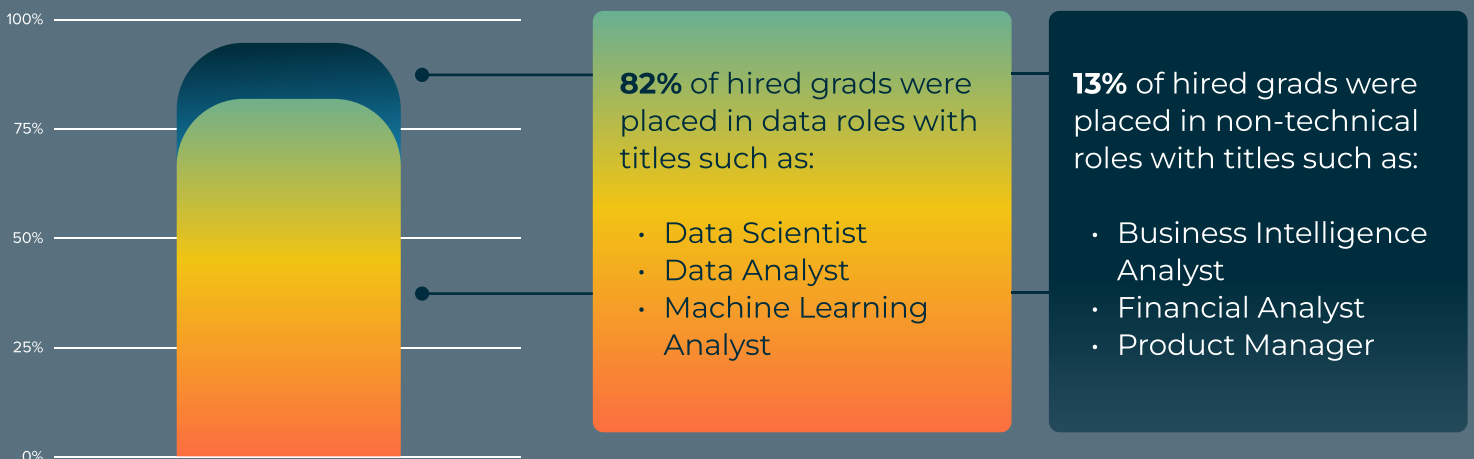 100%
75%
50%
25%
0%
82% of hired grads were
placed in data roles with
titles such as:
· Data Scientist
· Data Analyst
· Machine Learning
Analyst
13% of hired grads were
placed in non-technical
roles with titles such as:
· Business Intelligence
Analyst
· Financial Analyst
· Product Manager